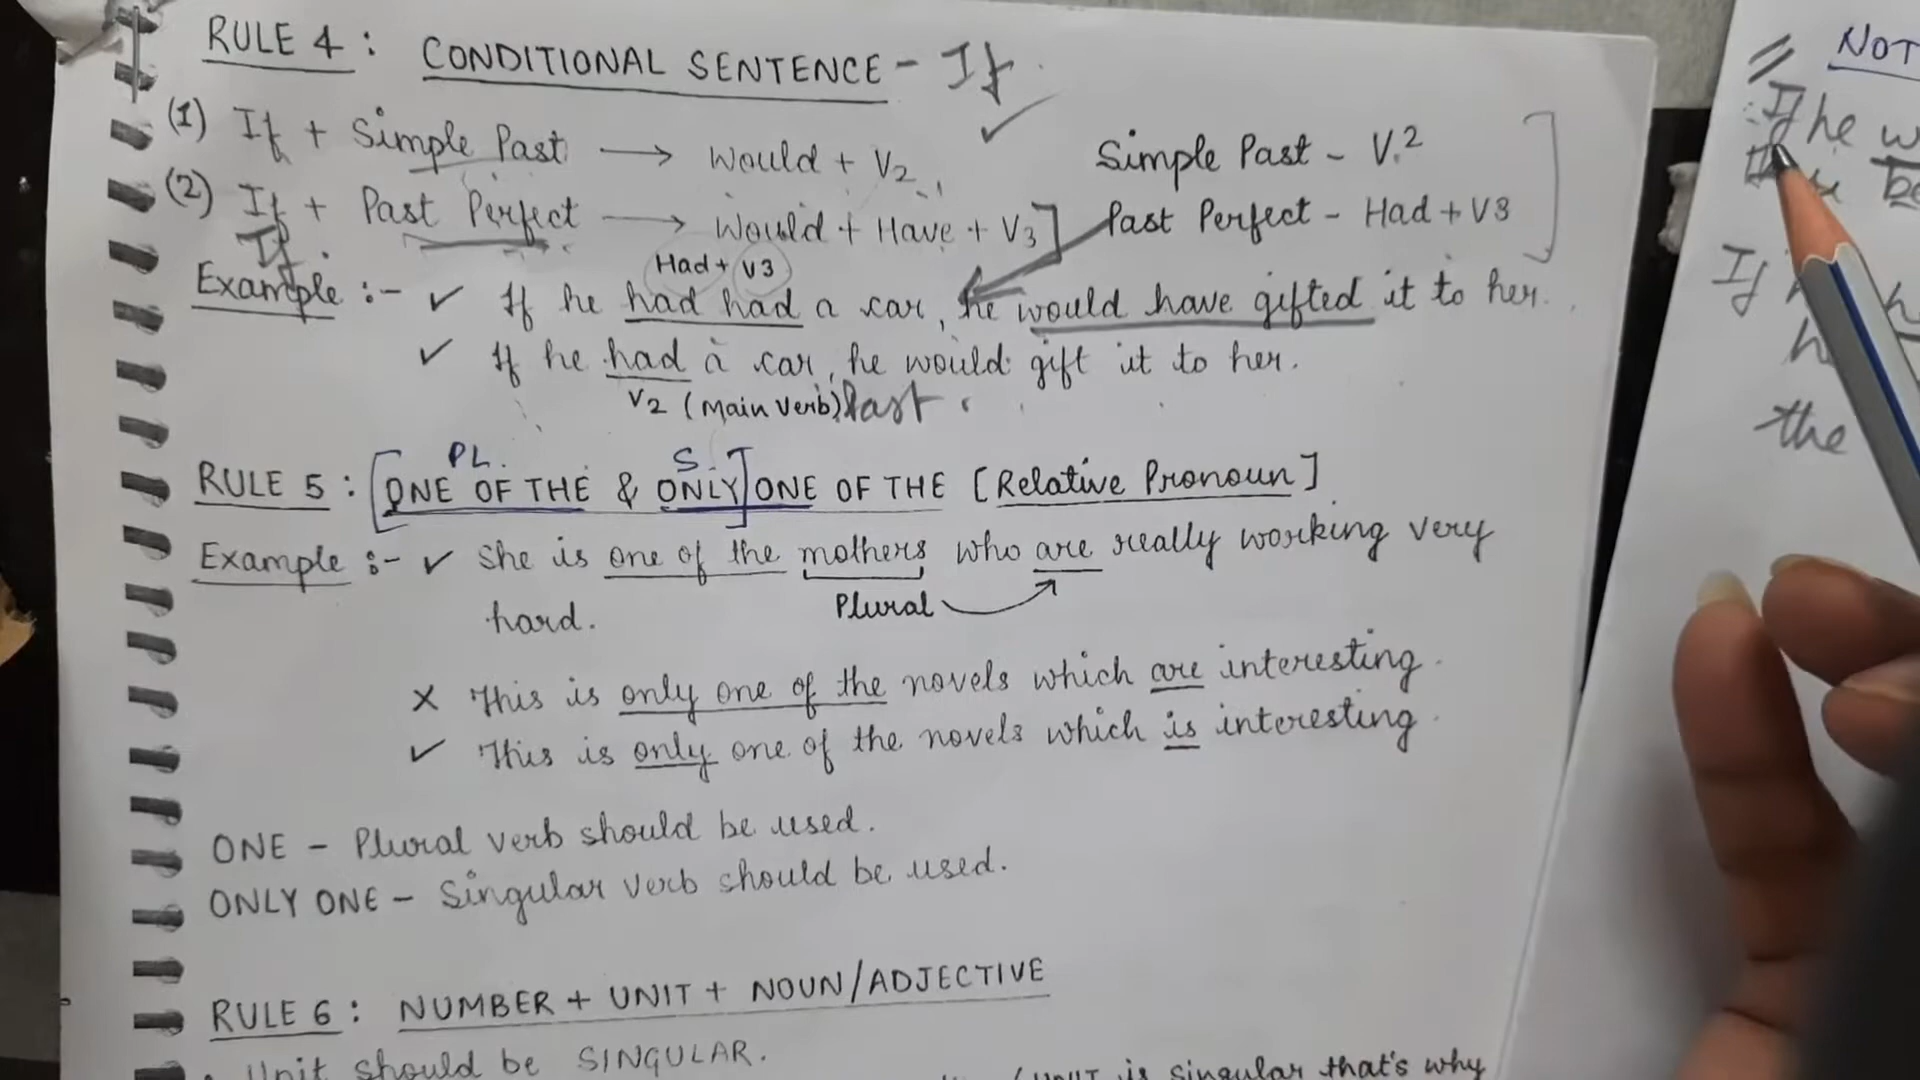 RULE 4 : CONDITIONAL SENTENCE - If
(1) If + Simple Past → Would + V2
Simple Past - V.2
(2) If + Past Perfect → Would + Have + V3
Past Perfect - Had + V3
If
Had + V3
Example :- ✓ If he had had a car, he would have gifted it to her.
✓ If he had a car, he would gift it to her.
V2 (Main Verb) Past
PL. S.
RULE 5 : [ONE OF THE & ONLY] ONE OF THE [Relative Pronoun]
Example :- ✓ She is one of the mothers who are really working very
hard.
Plural
X This is only one of the novels which are interesting.
✓ This is only one of the novels which is interesting.
ONE - Plural verb should be used.
ONLY ONE - Singular verb should be used.
RULE 6 : NUMBER + UNIT + NOUN/ADJECTIVE
Unit should be SINGULAR.
is singular that's why
NOT
If he w
If
the